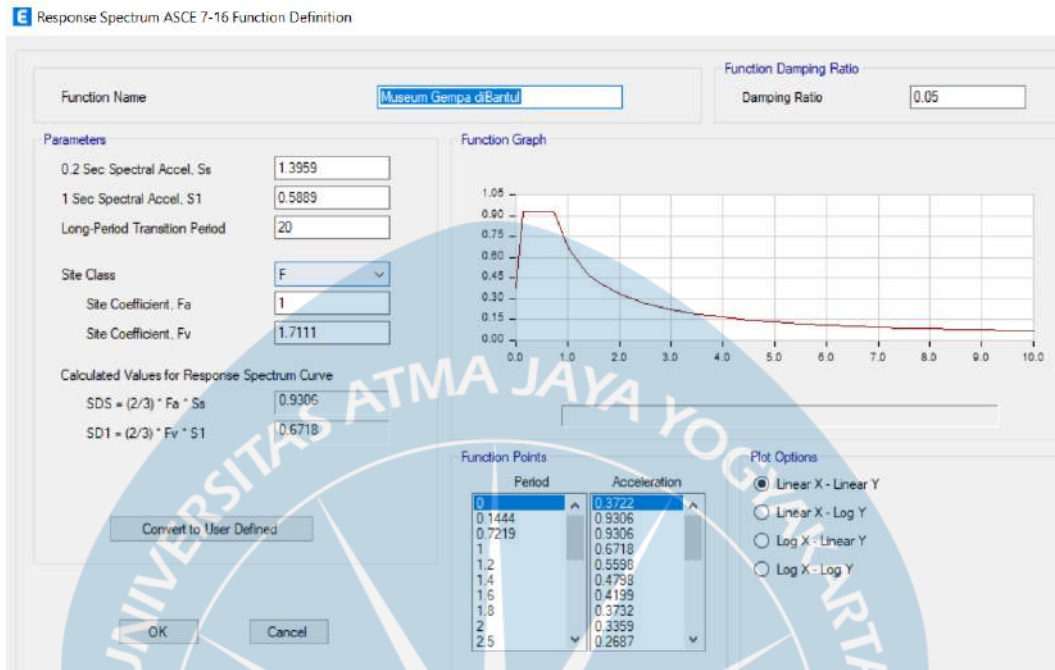 E Response Spectrum ASCE 7-16 Function Definition
Function Name
Museum Gempa diBantul
Function Damping Ratio
Damping Ratio
0.05
Parameters
0.2 Sec Spectral Accel, Ss
1.3959
1 Sec Spectral Accel, S1
0.5889
Long-Period Transition Period
20
Site Class
F
Site Coefficient, Fa
1
Site Coefficient, Fv
1.7111
Calculated Values for Response Spectrum Curve
SDS = (2/3) * Fa * Ss
0.9306
SD1 = (2/3) * Fv * S1
0.6718
Convert to User Defined
OK
Cancel
Function Graph
1.05
0.90
0.75
0.60
0.45
0.30
0.15
0.00
0.0 1.0 2.0 3.0 4.0 5.0 6.0 7.0 8.0 9.0 10.0
Function Points
Period Acceleration
0 0.3722
0.1444 0.9306
0.7219 0.9306
1 0.6718
1.2 0.5598
1.4 0.4798
1.6 0.4199
1.8 0.3732
2 0.3359
2.5 0.2687
Plot Options
Linear X - Linear Y
Linear X - Log Y
Log X - Linear Y
Log X - Log Y
UNIVERSITAS ATMA JAYA YOGYAKARTA